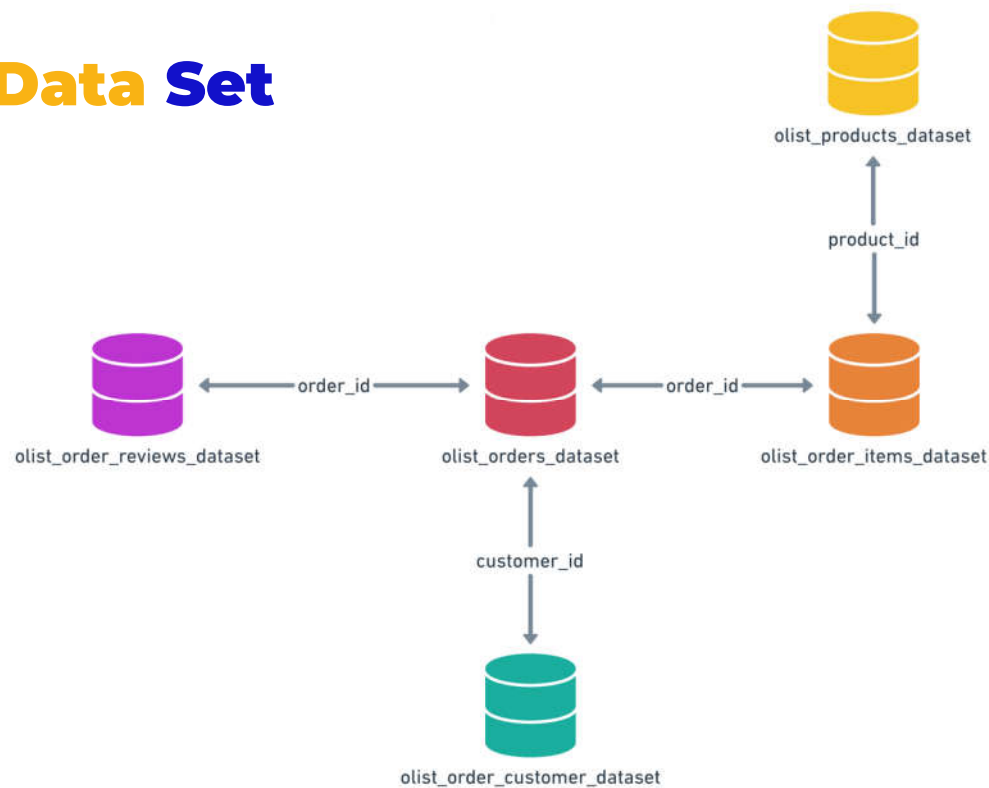 Data Set
olist_products_dataset
product_id
order_id
order_id
olist_order_reviews_dataset
olist_orders_dataset
olist_order_items_dataset
customer_id
olist_order_customer_dataset